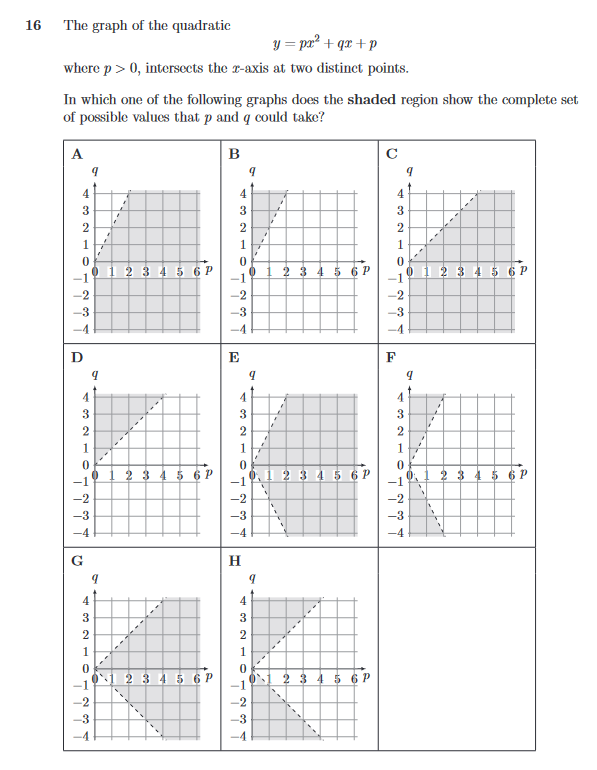 16 The graph of the quadratic
y = px² + qx + p
where p > 0, intersects the x-axis at two distinct points.
In which one of the following graphs does the shaded region show the complete set
of possible values that p and q could take?
A B C
q q q
4 4 4
3 3 3
2 2 2
1 1 1
0 0 0
0 1 2 3 4 5 6 p 0 1 2 3 4 5 6 p 0 1 2 3 4 5 6 p
−1 −1 −1
−2 −2 −2
−3 −3 −3
−4 −4 −4
D E F
q q q
4 4 4
3 3 3
2 2 2
1 1 1
0 0 0
0 1 2 3 4 5 6 p 0 1 2 3 4 5 6 p 0 1 2 3 4 5 6 p
−1 −1 −1
−2 −2 −2
−3 −3 −3
−4 −4 −4
G H
q q
4 4
3 3
2 2
1 1
0 0
0 1 2 3 4 5 6 p 0 1 2 3 4 5 6 p
−1 −1
−2 −2
−3 −3
−4 −4